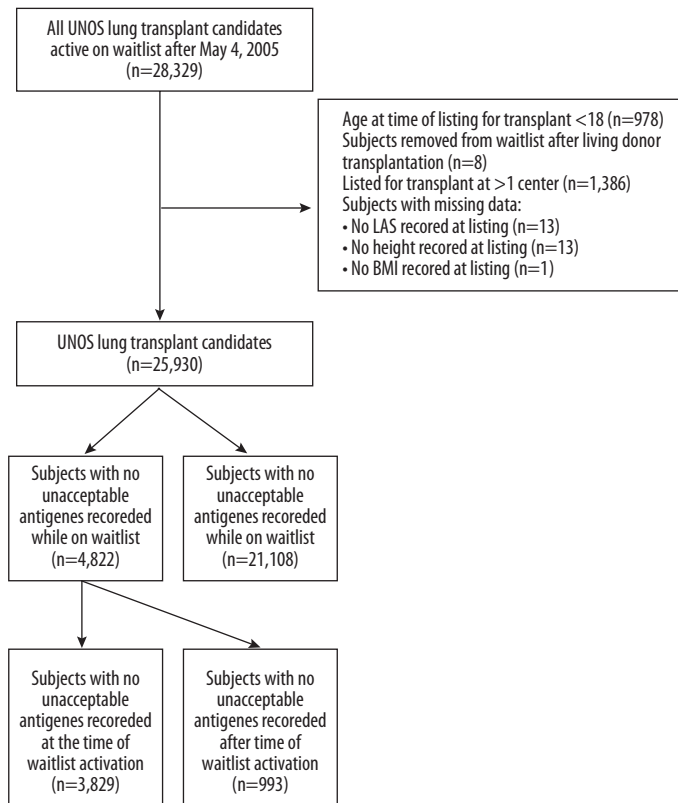 All UNOS lung transplant candidates
active on waitlist after May 4, 2005
(n=28,329)
Age at time of listing for transplant <18 (n=978)
Subjects removed from waitlist after living donor
transplantation (n=8)
Listed for transplant at >1 center (n=1,386)
Subjects with missing data:
• No LAS recored at listing (n=13)
• No height recored at listing (n=13)
• No BMI recored at listing (n=1)
UNOS lung transplant candidates
(n=25,930)
Subjects with no
unacceptable
antigenes recoreded
while on waitlist
(n=4,822)
Subjects with no
unacceptable
antigenes recoreded
while on waitlist
(n=21,108)
Subjects with no
unacceptable
antigenes recoreded
at the time of
waitlist activation
(n=3,829)
Subjects with no
unacceptable
antigenes recoreded
after time of
waitlist activation
(n=993)